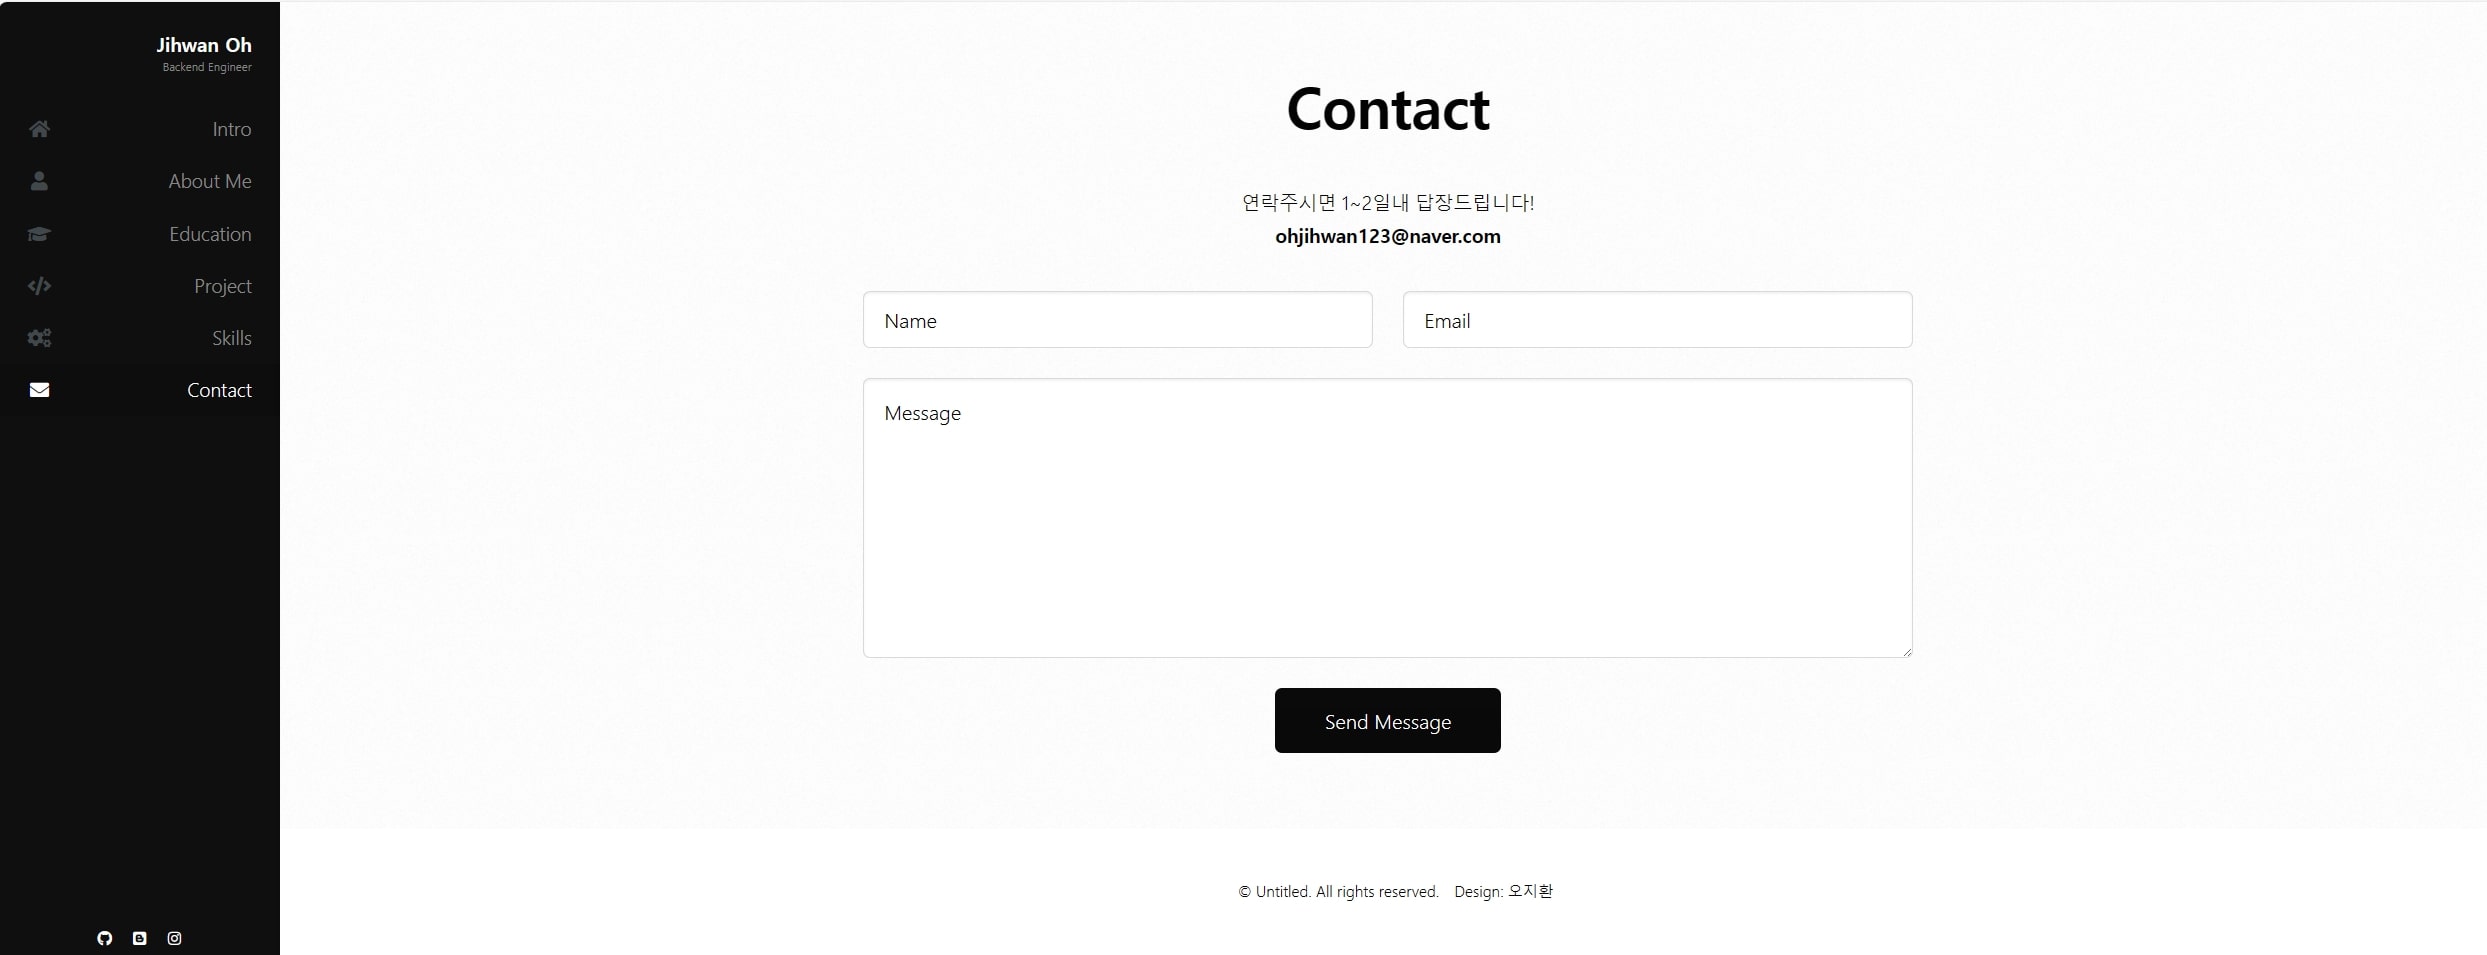 Jihwan Oh
Backend Engineer
Intro
About Me
Education
Project
Skills
Contact
Contact
연락주시면 1~2일내 답장드립니다!
ohjihwan123@naver.com
Name
Email
Message
Send Message
© Untitled. All rights reserved. Design: 오지환